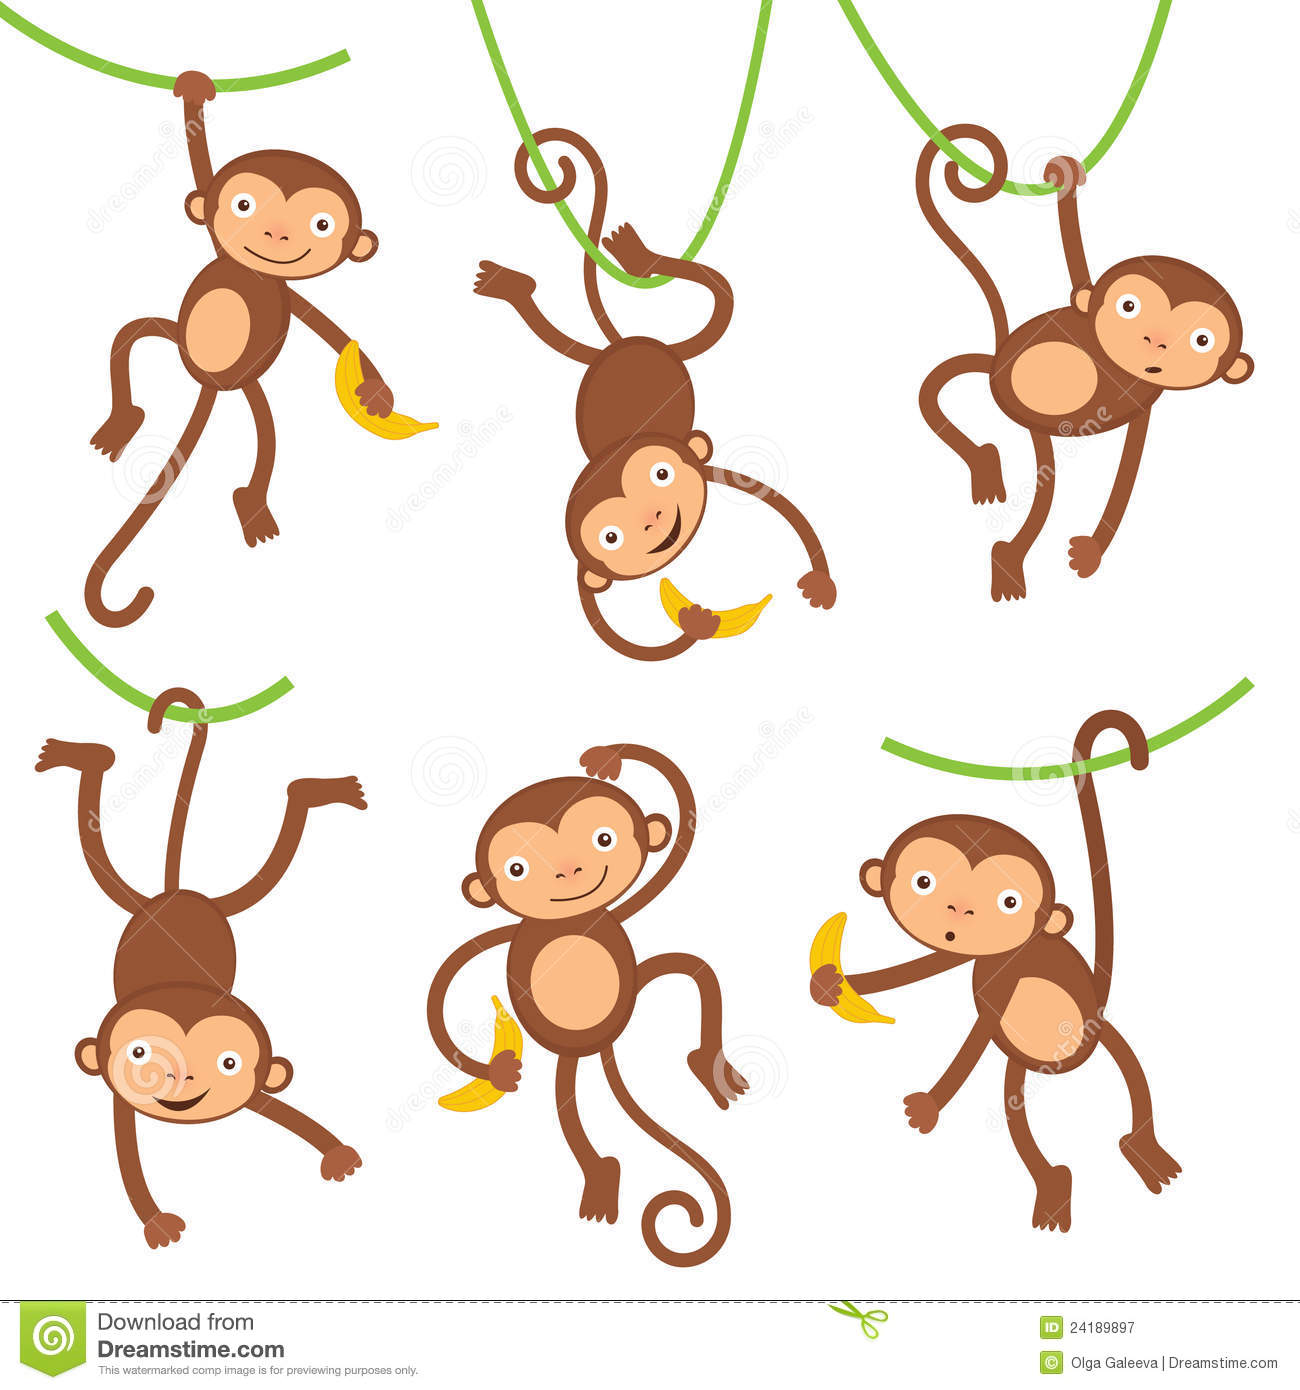 Download from
Dreamstime.com
This watermarked comp image is for previewing purposes only.
ID 24189897
© Olga Galeeva | Dreamstime.com